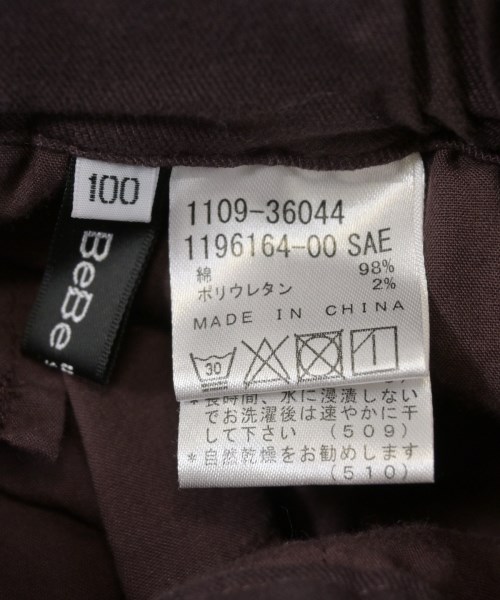 100
BeBe
1109-36044
1196164-00 SAE
綿 98%
ポリウレタン 2%
MADE IN CHINA
30
＊長時間、水に浸漬しない
でお洗濯後は速やかに干
して下さい (509)
＊自然乾燥をお勧めします
(510)